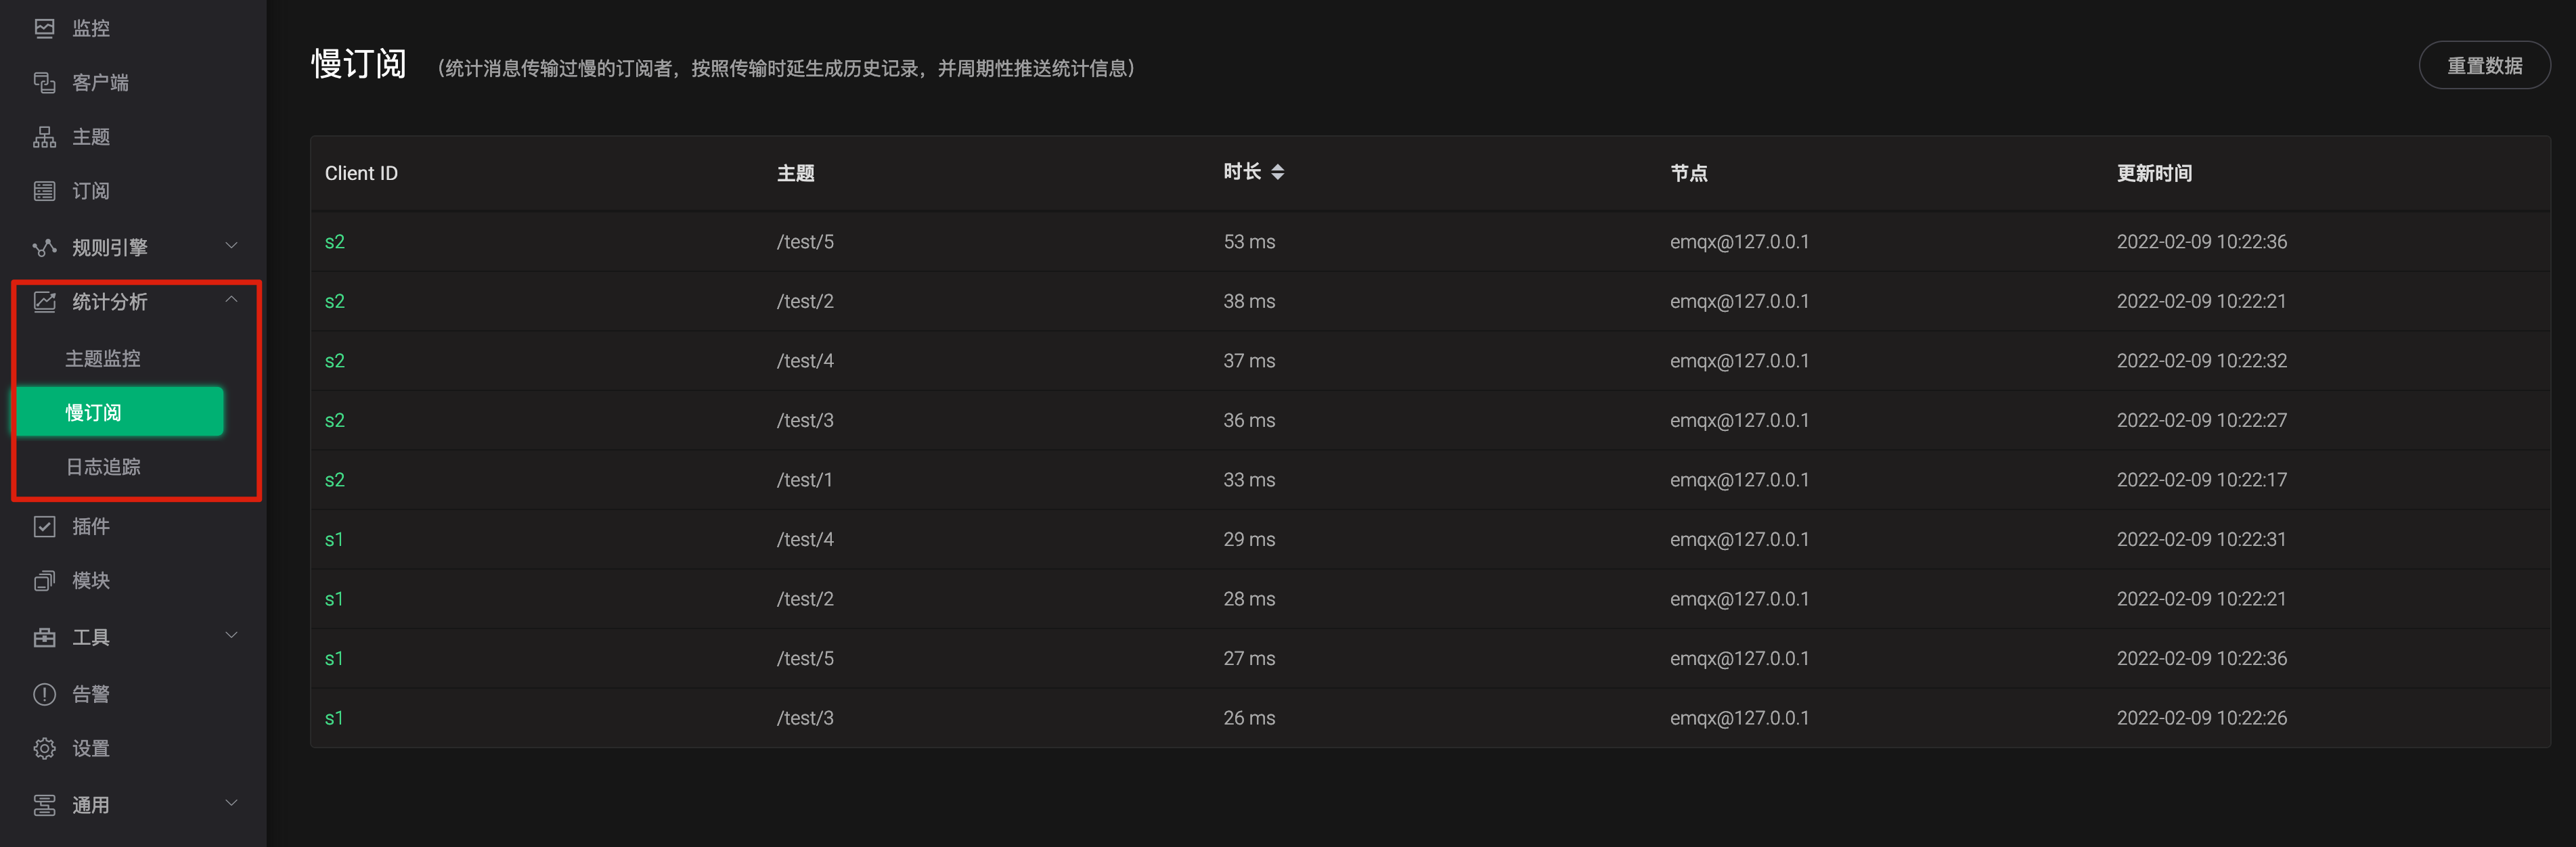 监控
客户端
主题
订阅
规则引擎
统计分析
主题监控
慢订阅
日志追踪
插件
模块
工具
告警
设置
通用
慢订阅 (统计消息传输过慢的订阅者，按照传输时延生成历史记录，并周期性推送统计信息)
重置数据
Client ID 主题 时长 节点 更新时间
s2 /test/5 53 ms emqx@127.0.0.1 2022-02-09 10:22:36
s2 /test/2 38 ms emqx@127.0.0.1 2022-02-09 10:22:21
s2 /test/4 37 ms emqx@127.0.0.1 2022-02-09 10:22:32
s2 /test/3 36 ms emqx@127.0.0.1 2022-02-09 10:22:27
s2 /test/1 33 ms emqx@127.0.0.1 2022-02-09 10:22:17
s1 /test/4 29 ms emqx@127.0.0.1 2022-02-09 10:22:31
s1 /test/2 28 ms emqx@127.0.0.1 2022-02-09 10:22:21
s1 /test/5 27 ms emqx@127.0.0.1 2022-02-09 10:22:36
s1 /test/3 26 ms emqx@127.0.0.1 2022-02-09 10:22:26